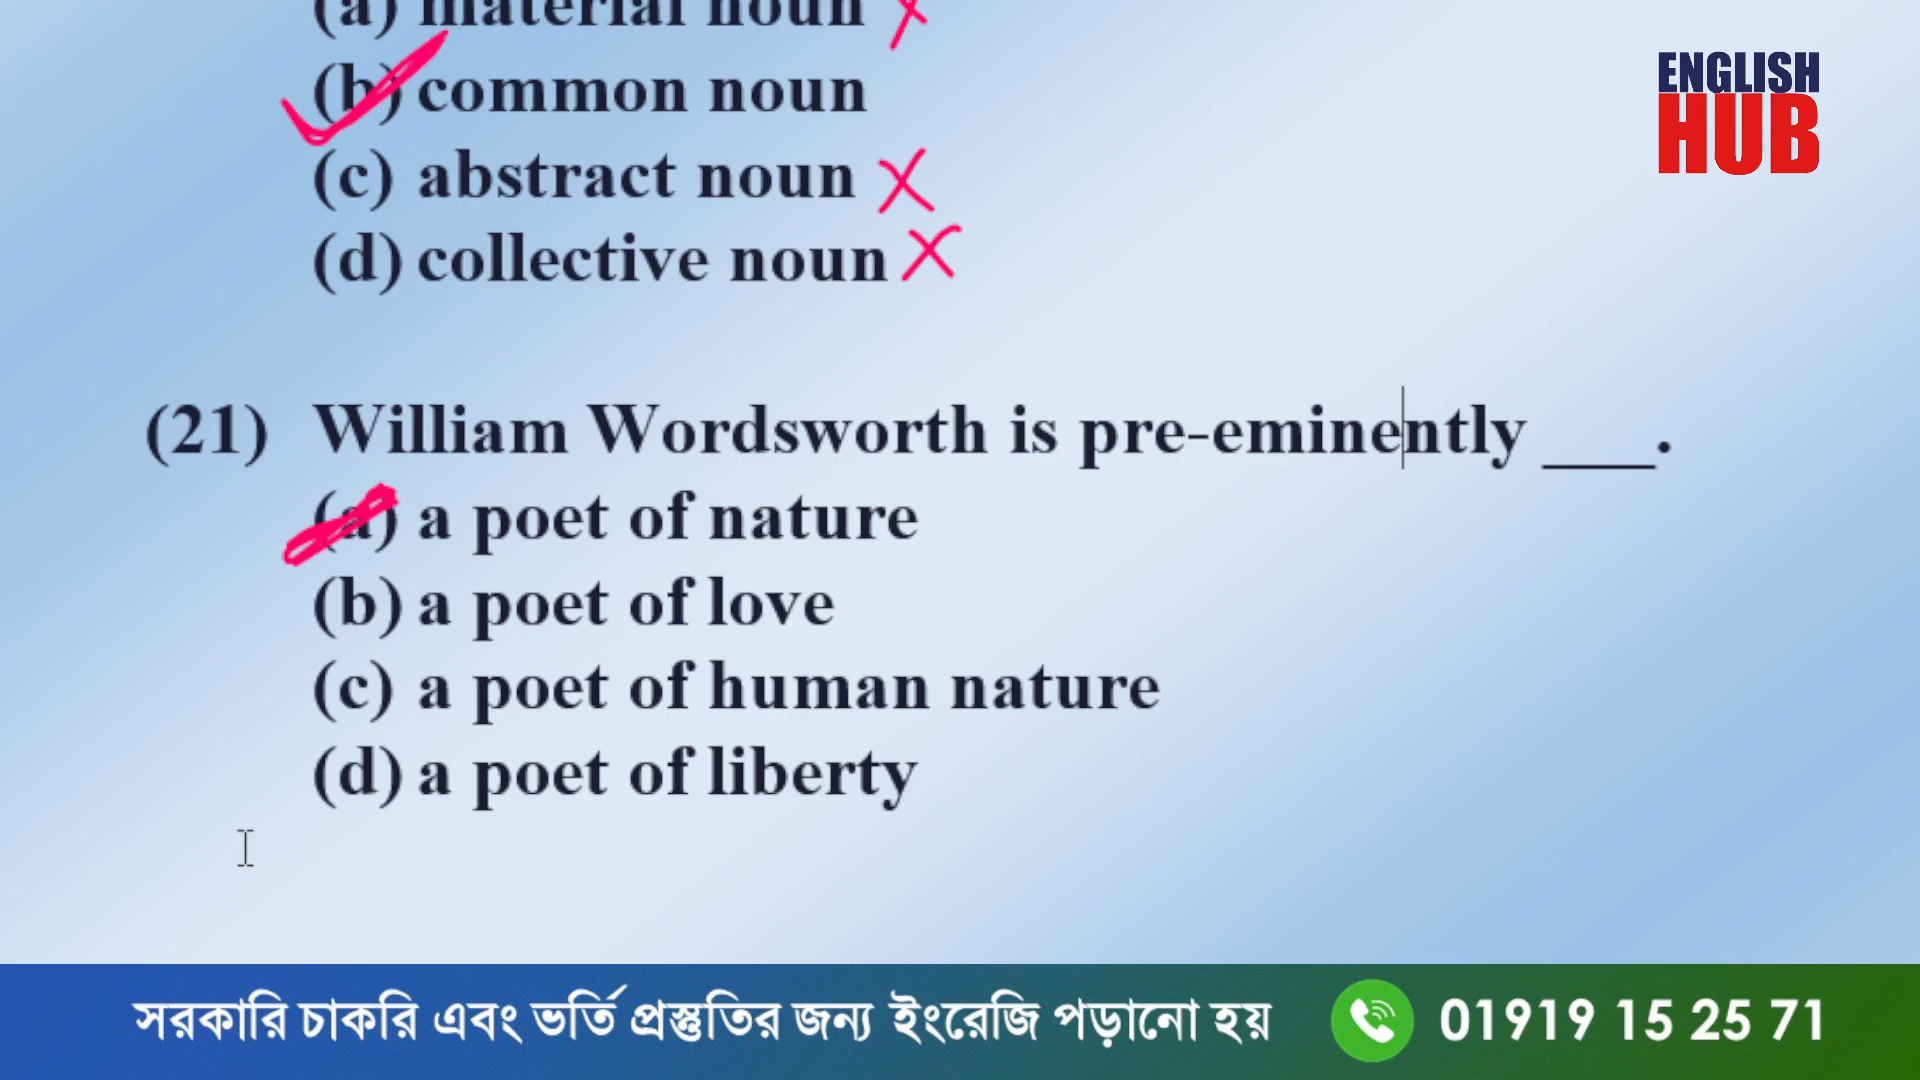 (a) material noun
(b) common noun
(c) abstract noun
(d) collective noun
ENGLISH
HUB
(21) William Wordsworth is pre-eminently ___.
(a) a poet of nature
(b) a poet of love
(c) a poet of human nature
(d) a poet of liberty
সরকারি চাকরি এবং ভর্তি প্রস্তুতির জন্য ইংরেজি পড়ানো হয় 01919 15 25 71